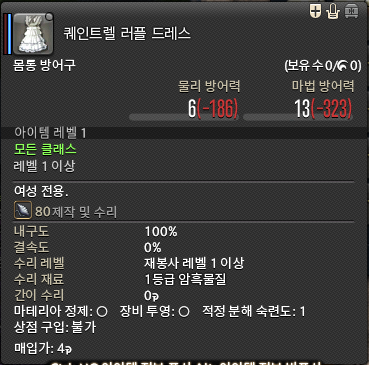 퀘인트렐 러플 드레스
몸통 방어구 (보유 수 0/ 0)
물리 방어력 마법 방어력
6(-186) 13(-323)
아이템 레벨 1
모든 클래스
레벨 1 이상
여성 전용.
80제작 및 수리
내구도 100%
결속도 0%
수리 레벨 재봉사 레벨 1 이상
수리 재료 1등급 암흑물질
간이 수리 0
마테리아 정제: ○ 장비 투영: ○ 적정 분해 숙련도: 1
상점 구입: 불가
매입가: 4